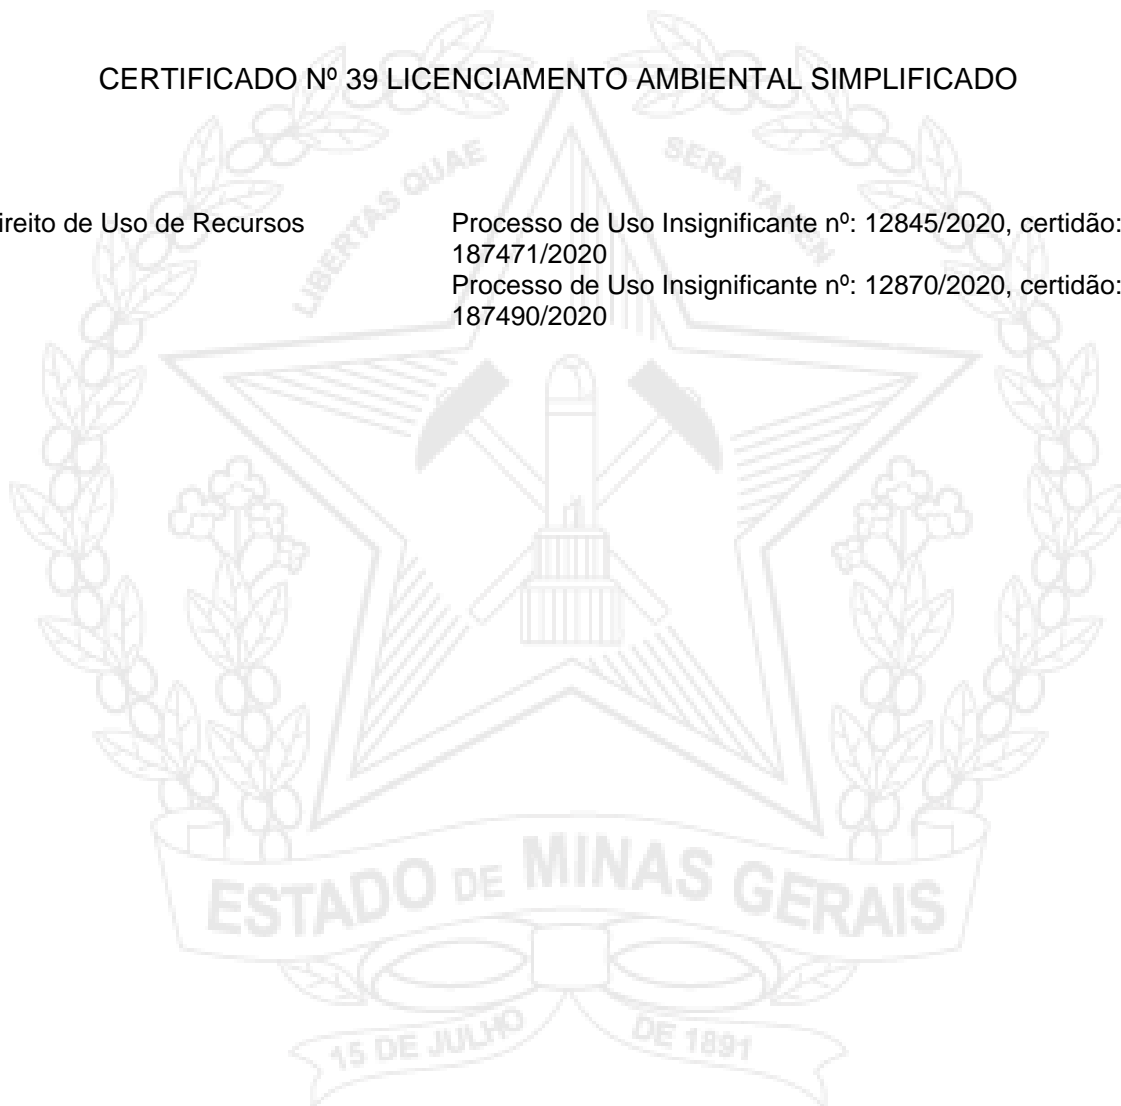 CERTIFICADO Nº 39 LICENCIAMENTO AMBIENTAL SIMPLIFICADO
LIBERTAS QUAE SERA TAMEN
ireito de Uso de Recursos
Processo de Uso Insignificante nº: 12845/2020, certidão:
187471/2020
Processo de Uso Insignificante nº: 12870/2020, certidão:
187490/2020
ESTADO DE MINAS GERAIS
15 DE JULHO DE 1891